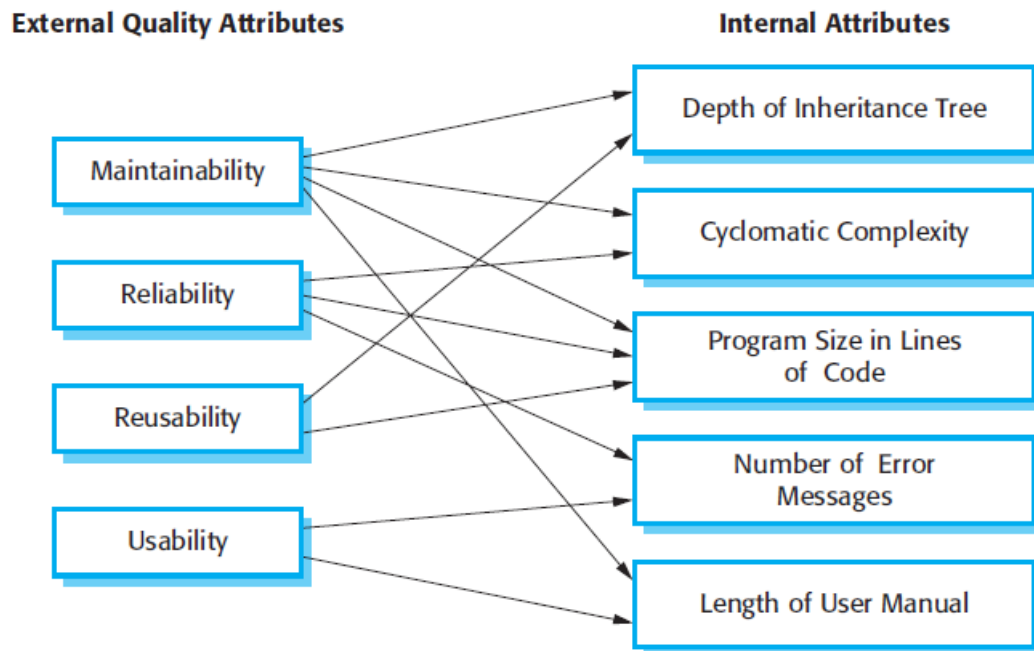 External Quality Attributes
Internal Attributes
Maintainability
Reliability
Reusability
Usability
Depth of Inheritance Tree
Cyclomatic Complexity
Program Size in Lines
of Code
Number of Error
Messages
Length of User Manual